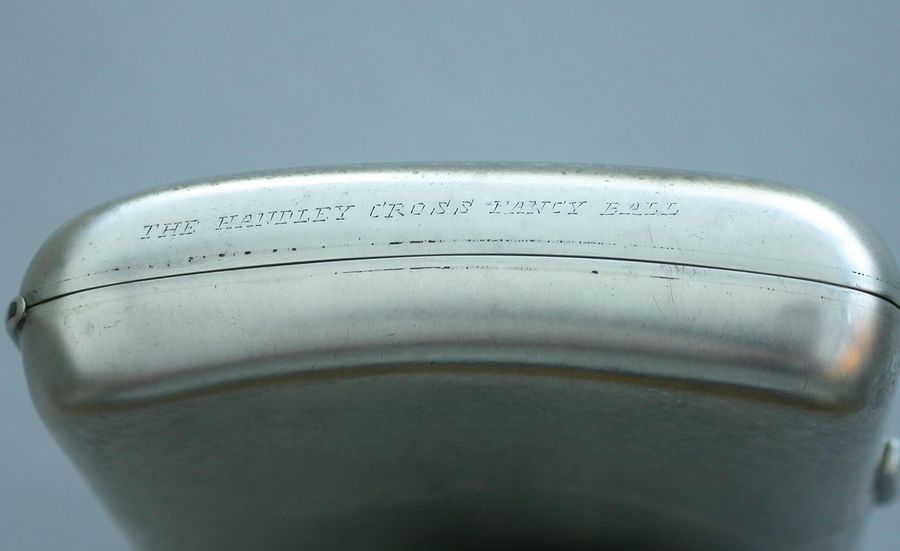 THE HANDLEY CROSS FANCY BALL